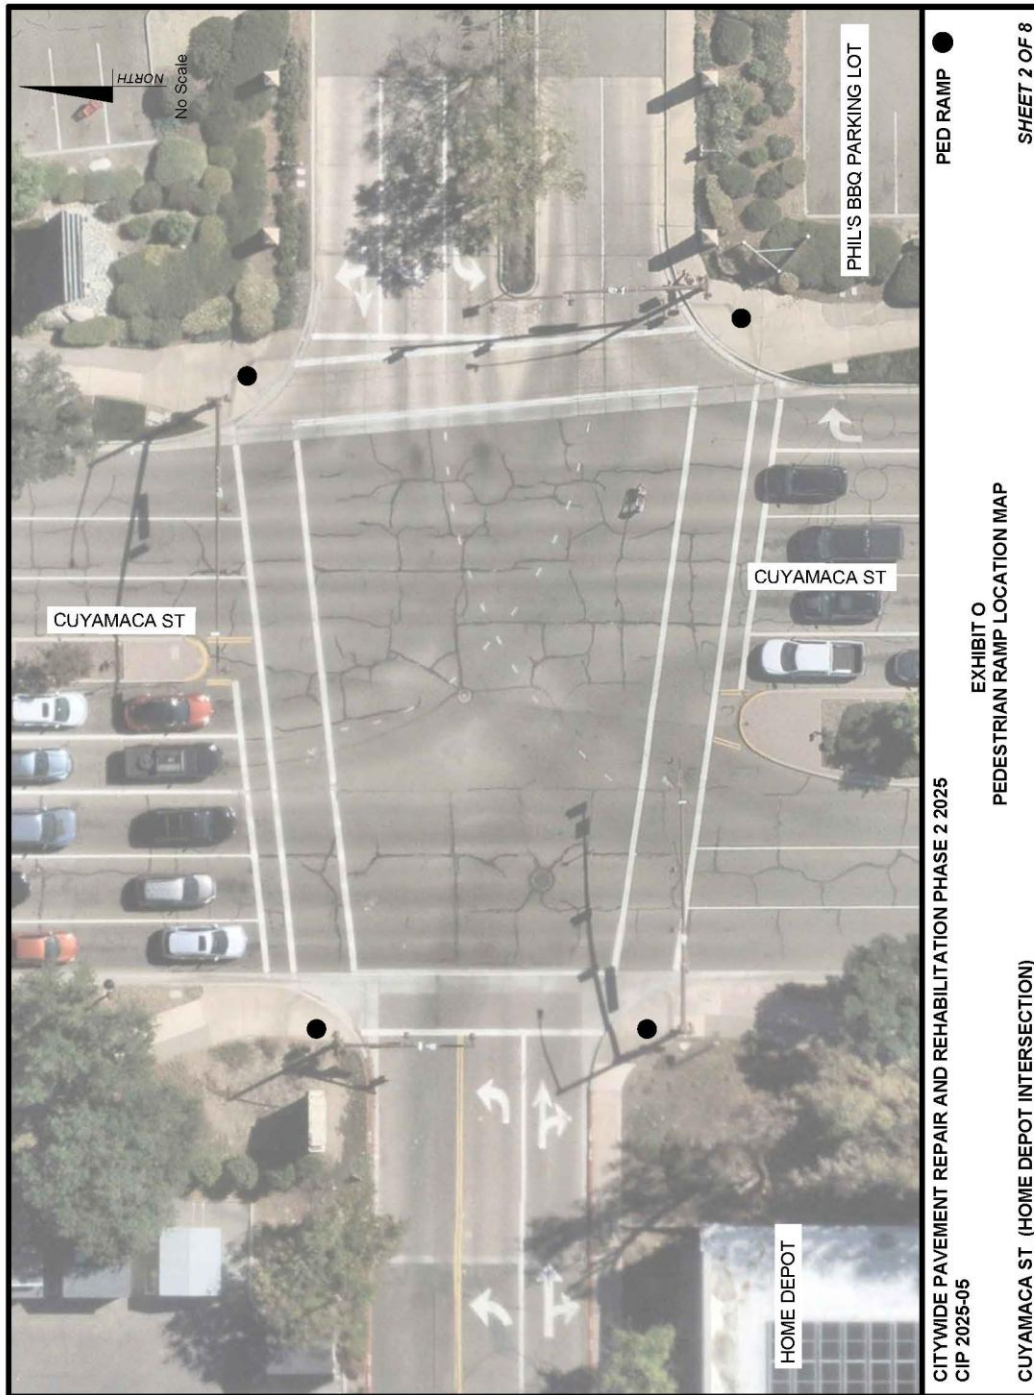 NORTH
No Scale
CUYAMACA ST
CUYAMACA ST
PHIL'S BBQ PARKING LOT
HOME DEPOT
CITYWIDE PAVEMENT REPAIR AND REHABILITATION PHASE 2 2025
CIP 2025-05
PED RAMP
EXHIBIT O
PEDESTRIAN RAMP LOCATION MAP
CUYAMACA ST (HOME DEPOT INTERSECTION)
SHEET 2 OF 8